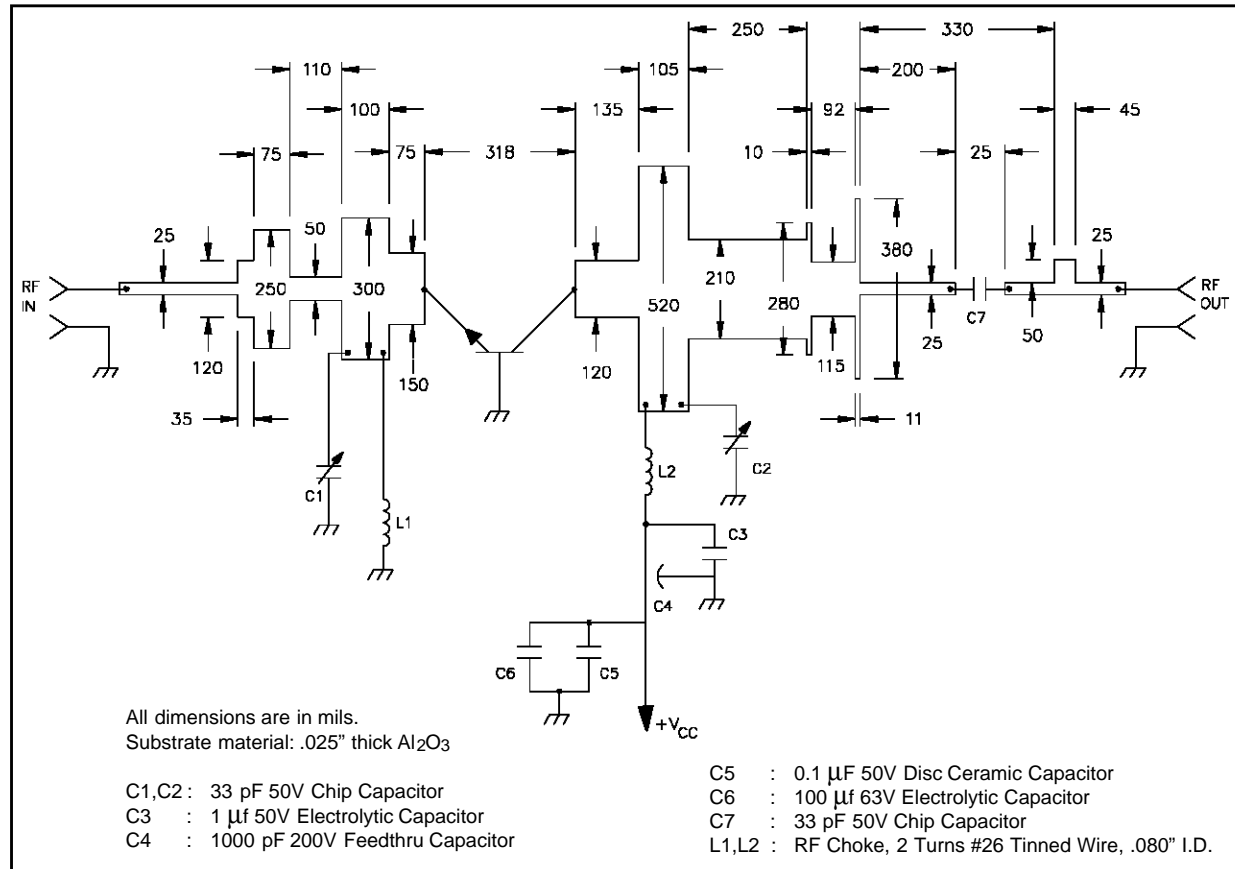 250
330
110
105
200
100
135
92
45
75
75
318
10
25
25
50
25
RF
IN
250
300
210
280
380
520
C7
RF
OUT
120
150
120
115
25
50
35
11
C1
L1
L2
C2
C3
C4
C6
C5
+VCC
All dimensions are in mils.
Substrate material: .025" thick Al2O3
C1,C2 : 33 pF 50V Chip Capacitor
C3 : 1 µf 50V Electrolytic Capacitor
C4 : 1000 pF 200V Feedthru Capacitor
C5 : 0.1 µF 50V Disc Ceramic Capacitor
C6 : 100 µf 63V Electrolytic Capacitor
C7 : 33 pF 50V Chip Capacitor
L1,L2 : RF Choke, 2 Turns #26 Tinned Wire, .080" I.D.